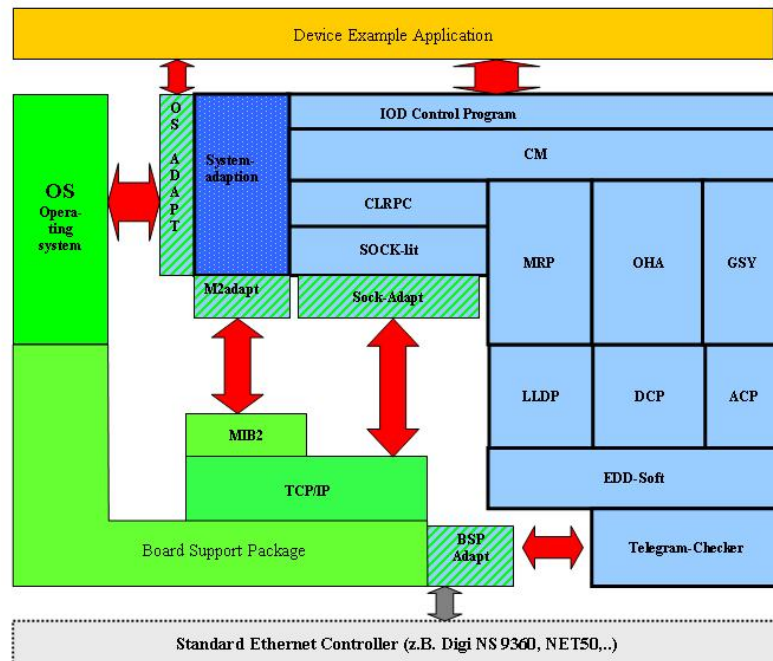 Device Example Application
O
S
A
D
A
P
T
System-
adaption
IOD Control Program
CM
OS
Opera-
ting
system
CLRPC
SOCK-lit
MRP
OHA
GSY
M2adapt
Sock-Adapt
LLDP
DCP
ACP
MIB2
TCP/IP
EDD-Soft
Board Support Package
BSP
Adapt
Telegram-Checker
Standard Ethernet Controller (z.B. Digi NS 9360, NET50,..)